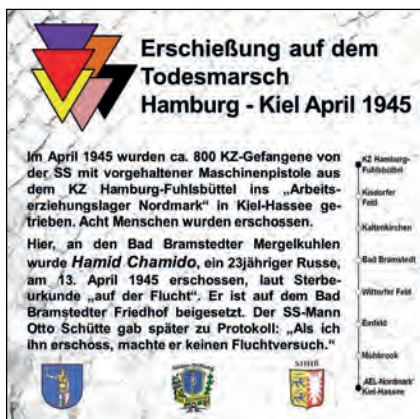 Erschießung auf dem
Todesmarsch
Hamburg - Kiel April 1945
Im April 1945 wurden ca. 800 KZ-Gefangene von
der SS mit vorgehaltener Maschinenpistole aus
dem KZ Hamburg-Fuhlsbüttel ins „Arbeits-
erziehungslager Nordmark“ in Kiel-Hassee ge-
trieben. Acht Menschen wurden erschossen.
Hier, an den Bad Bramstedter Mergelkuhlen
wurde Hamid Chamido, ein 23jähriger Russe,
am 13. April 1945 erschossen, laut Sterbe-
urkunde „auf der Flucht“. Er ist auf dem Bad
Bramstedter Friedhof beigesetzt. Der SS-Mann
Otto Schütte gab später zu Protokoll: „Als ich
ihn erschoss, machte er keinen Fluchtversuch.“
KZ Hamburg-
Fuhlsbüttel
Kisdorfer
Feld
Kaltenkirchen
Bad Bramstedt
Wittorfer Feld
Einfeld
Mühbrook
AEL-Nordmark
Kiel-Hassee